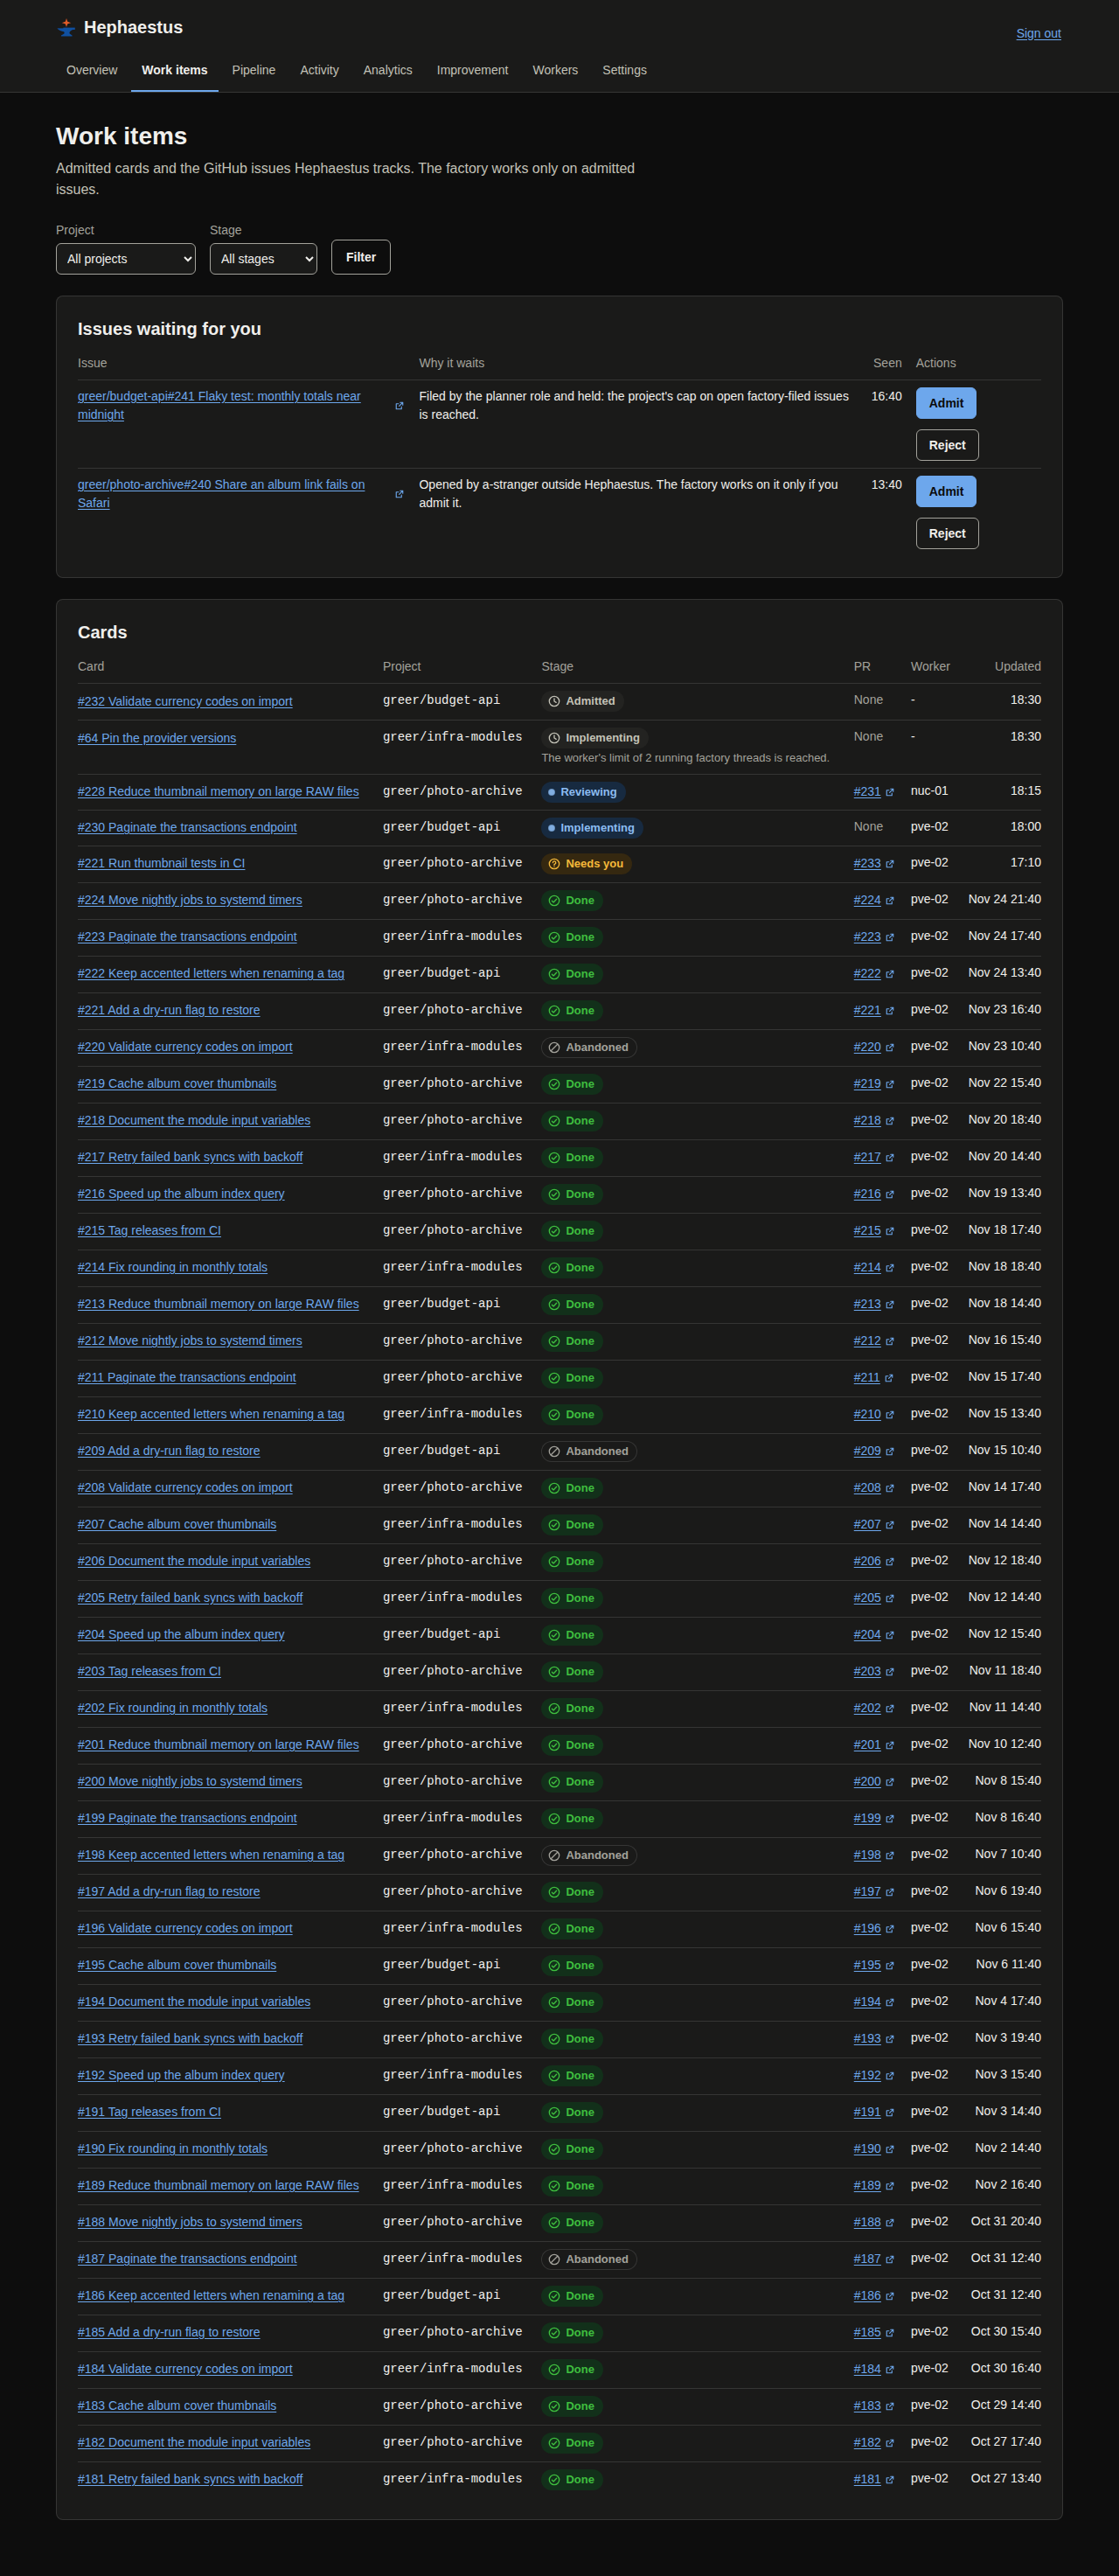 Hephaestus
Sign out
Overview Work items Pipeline Activity Analytics Improvement Workers Settings
Work items
Admitted cards and the GitHub issues Hephaestus tracks. The factory works only on admitted
issues.
Project Stage
All projects All stages Filter
Issues waiting for you
Issue Why it waits Seen Actions
greer/budget-api#241 Flaky test: monthly totals near Filed by the planner role and held: the project's cap on open factory-filed issues 16:40 Admit
midnight is reached.
Reject
greer/photo-archive#240 Share an album link fails on Opened by a-stranger outside Hephaestus. The factory works on it only if you 13:40 Admit
Safari admit it.
Reject
Cards
Card Project Stage PR Worker Updated
#232 Validate currency codes on import greer/budget-api Admitted None - 18:30
#64 Pin the provider versions greer/infra-modules Implementing None - 18:30
The worker's limit of 2 running factory threads is reached.
#228 Reduce thumbnail memory on large RAW files greer/photo-archive Reviewing #231 nuc-01 18:15
#230 Paginate the transactions endpoint greer/budget-api Implementing None pve-02 18:00
#221 Run thumbnail tests in CI greer/photo-archive Needs you #233 pve-02 17:10
#224 Move nightly jobs to systemd timers greer/photo-archive Done #224 pve-02 Nov 24 21:40
#223 Paginate the transactions endpoint greer/infra-modules Done #223 pve-02 Nov 24 17:40
#222 Keep accented letters when renaming a tag greer/budget-api Done #222 pve-02 Nov 24 13:40
#221 Add a dry-run flag to restore greer/photo-archive Done #221 pve-02 Nov 23 16:40
#220 Validate currency codes on import greer/infra-modules Abandoned #220 pve-02 Nov 23 10:40
#219 Cache album cover thumbnails greer/photo-archive Done #219 pve-02 Nov 22 15:40
#218 Document the module input variables greer/photo-archive Done #218 pve-02 Nov 20 18:40
#217 Retry failed bank syncs with backoff greer/infra-modules Done #217 pve-02 Nov 20 14:40
#216 Speed up the album index query greer/photo-archive Done #216 pve-02 Nov 19 13:40
#215 Tag releases from CI greer/photo-archive Done #215 pve-02 Nov 18 17:40
#214 Fix rounding in monthly totals greer/infra-modules Done #214 pve-02 Nov 18 18:40
#213 Reduce thumbnail memory on large RAW files greer/budget-api Done #213 pve-02 Nov 18 14:40
#212 Move nightly jobs to systemd timers greer/photo-archive Done #212 pve-02 Nov 16 15:40
#211 Paginate the transactions endpoint greer/photo-archive Done #211 pve-02 Nov 15 17:40
#210 Keep accented letters when renaming a tag greer/infra-modules Done #210 pve-02 Nov 15 13:40
#209 Add a dry-run flag to restore greer/budget-api Abandoned #209 pve-02 Nov 15 10:40
#208 Validate currency codes on import greer/photo-archive Done #208 pve-02 Nov 14 17:40
#207 Cache album cover thumbnails greer/infra-modules Done #207 pve-02 Nov 14 14:40
#206 Document the module input variables greer/photo-archive Done #206 pve-02 Nov 12 18:40
#205 Retry failed bank syncs with backoff greer/infra-modules Done #205 pve-02 Nov 12 14:40
#204 Speed up the album index query greer/budget-api Done #204 pve-02 Nov 12 15:40
#203 Tag releases from CI greer/photo-archive Done #203 pve-02 Nov 11 18:40
#202 Fix rounding in monthly totals greer/infra-modules Done #202 pve-02 Nov 11 14:40
#201 Reduce thumbnail memory on large RAW files greer/photo-archive Done #201 pve-02 Nov 10 12:40
#200 Move nightly jobs to systemd timers greer/photo-archive Done #200 pve-02 Nov 8 15:40
#199 Paginate the transactions endpoint greer/infra-modules Done #199 pve-02 Nov 8 16:40
#198 Keep accented letters when renaming a tag greer/photo-archive Abandoned #198 pve-02 Nov 7 10:40
#197 Add a dry-run flag to restore greer/photo-archive Done #197 pve-02 Nov 6 19:40
#196 Validate currency codes on import greer/infra-modules Done #196 pve-02 Nov 6 15:40
#195 Cache album cover thumbnails greer/budget-api Done #195 pve-02 Nov 6 11:40
#194 Document the module input variables greer/photo-archive Done #194 pve-02 Nov 4 17:40
#193 Retry failed bank syncs with backoff greer/photo-archive Done #193 pve-02 Nov 3 19:40
#192 Speed up the album index query greer/infra-modules Done #192 pve-02 Nov 3 15:40
#191 Tag releases from CI greer/budget-api Done #191 pve-02 Nov 3 14:40
#190 Fix rounding in monthly totals greer/photo-archive Done #190 pve-02 Nov 2 14:40
#189 Reduce thumbnail memory on large RAW files greer/infra-modules Done #189 pve-02 Nov 2 16:40
#188 Move nightly jobs to systemd timers greer/photo-archive Done #188 pve-02 Oct 31 20:40
#187 Paginate the transactions endpoint greer/infra-modules Abandoned #187 pve-02 Oct 31 12:40
#186 Keep accented letters when renaming a tag greer/budget-api Done #186 pve-02 Oct 31 12:40
#185 Add a dry-run flag to restore greer/photo-archive Done #185 pve-02 Oct 30 15:40
#184 Validate currency codes on import greer/infra-modules Done #184 pve-02 Oct 30 16:40
#183 Cache album cover thumbnails greer/photo-archive Done #183 pve-02 Oct 29 14:40
#182 Document the module input variables greer/photo-archive Done #182 pve-02 Oct 27 17:40
#181 Retry failed bank syncs with backoff greer/infra-modules Done #181 pve-02 Oct 27 13:40